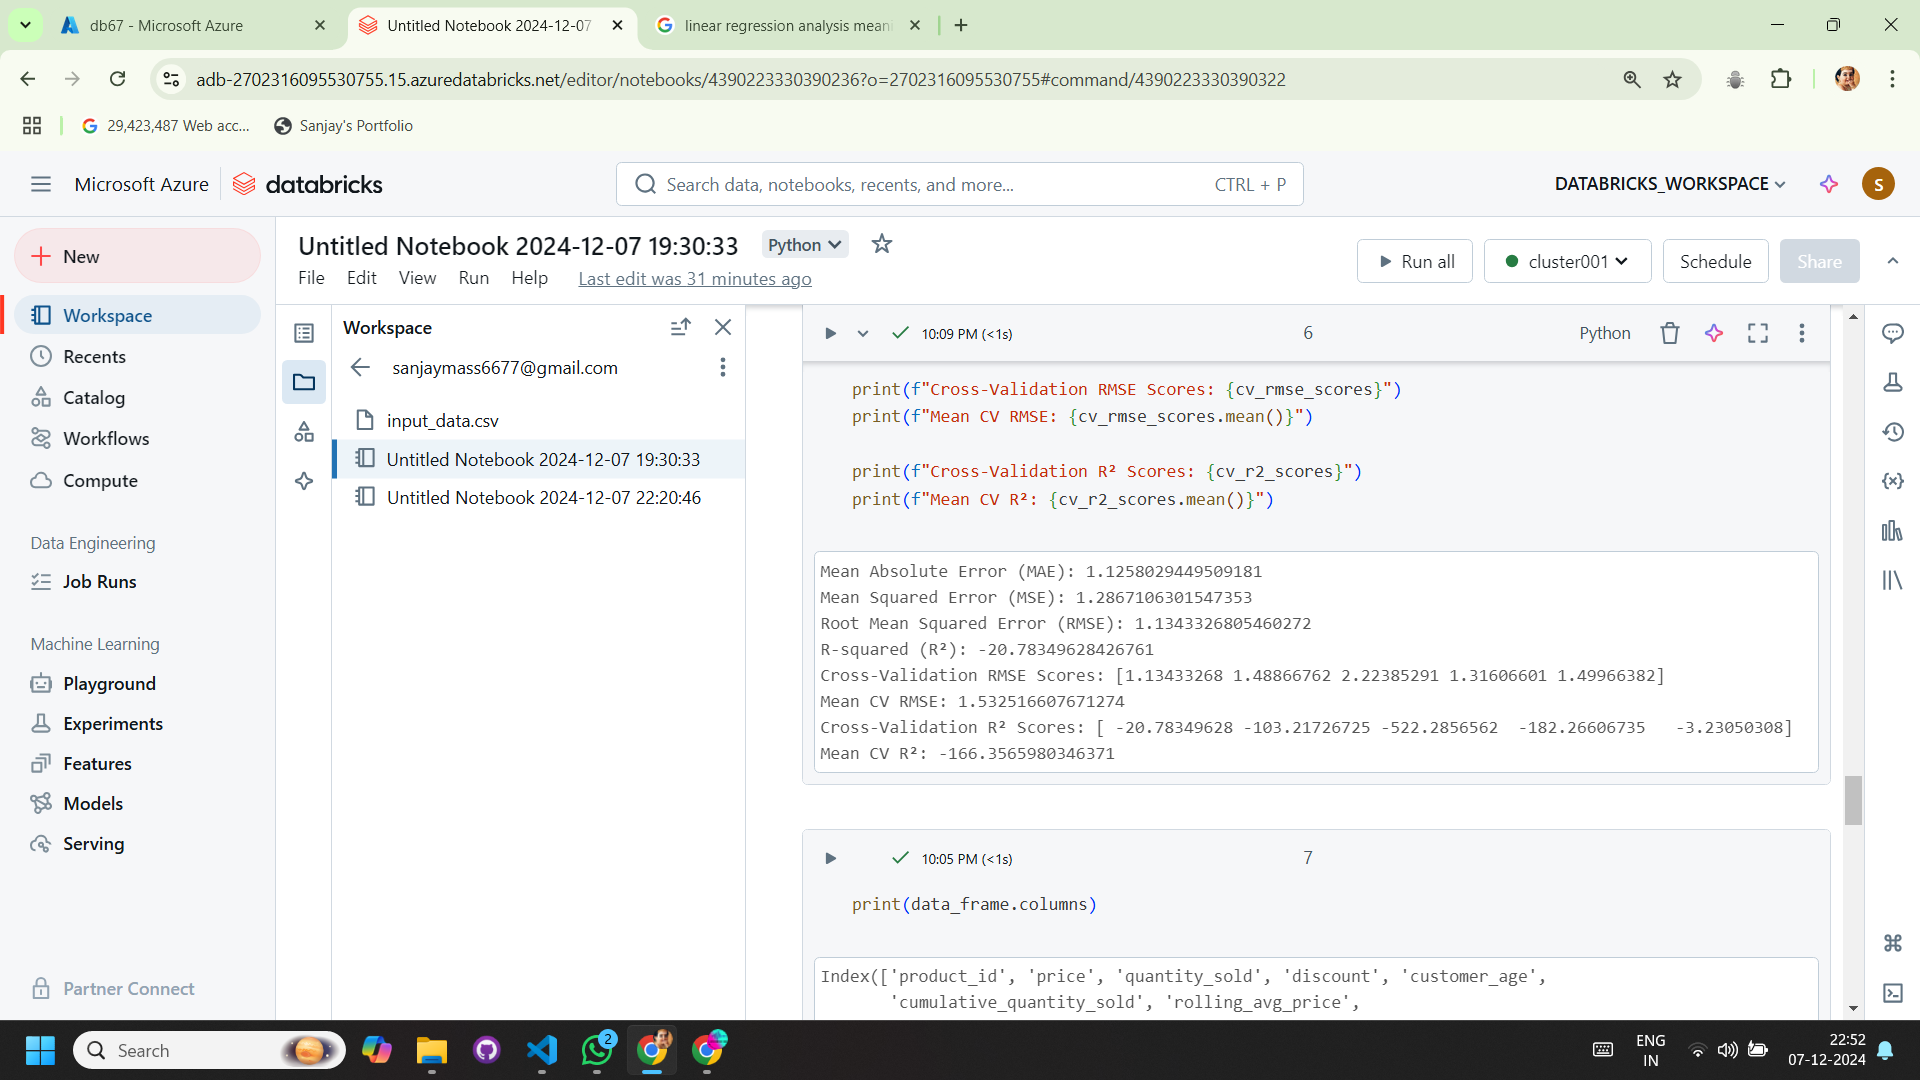 db67 - Microsoft Azure
Untitled Notebook 2024-12-07
linear regression analysis meani
adb-2702316095530755.15.azuredatabricks.net/editor/notebooks/4390223330390236?o=2702316095530755#command/4390223330390322
29,423,487 Web acc...
Sanjay's Portfolio
Microsoft Azure
databricks
Search data, notebooks, recents, and more...
CTRL + P
DATABRICKS_WORKSPACE
S
New
Workspace
Recents
Catalog
Workflows
Compute
Data Engineering
Job Runs
Machine Learning
Playground
Experiments
Features
Models
Serving
Partner Connect
Untitled Notebook 2024-12-07 19:30:33
Python
File Edit View Run Help
Last edit was 31 minutes ago
Run all
cluster001
Schedule
Share
Workspace
sanjaymass6677@gmail.com
input_data.csv
Untitled Notebook 2024-12-07 19:30:33
Untitled Notebook 2024-12-07 22:20:46
10:09 PM (<1s)
6
Python
print(f"Cross-Validation RMSE Scores: {cv_rmse_scores}")
print(f"Mean CV RMSE: {cv_rmse_scores.mean()}")
print(f"Cross-Validation R² Scores: {cv_r2_scores}")
print(f"Mean CV R²: {cv_r2_scores.mean()}")
Mean Absolute Error (MAE): 1.1258029449509181
Mean Squared Error (MSE): 1.2867106301547353
Root Mean Squared Error (RMSE): 1.1343326805460272
R-squared (R²): -20.78349628426761
Cross-Validation RMSE Scores: [1.13433268 1.48866762 2.22385291 1.31606601 1.49966382]
Mean CV RMSE: 1.532516607671274
Cross-Validation R² Scores: [ -20.78349628 -103.21726725 -522.2856562  -182.26606735   -3.23050308]
Mean CV R²: -166.3565980346371
10:05 PM (<1s)
7
print(data_frame.columns)
Index(['product_id', 'price', 'quantity_sold', 'discount', 'customer_age',
'cumulative_quantity_sold', 'rolling_avg_price',
Search
2
ENG
IN
22:52
07-12-2024